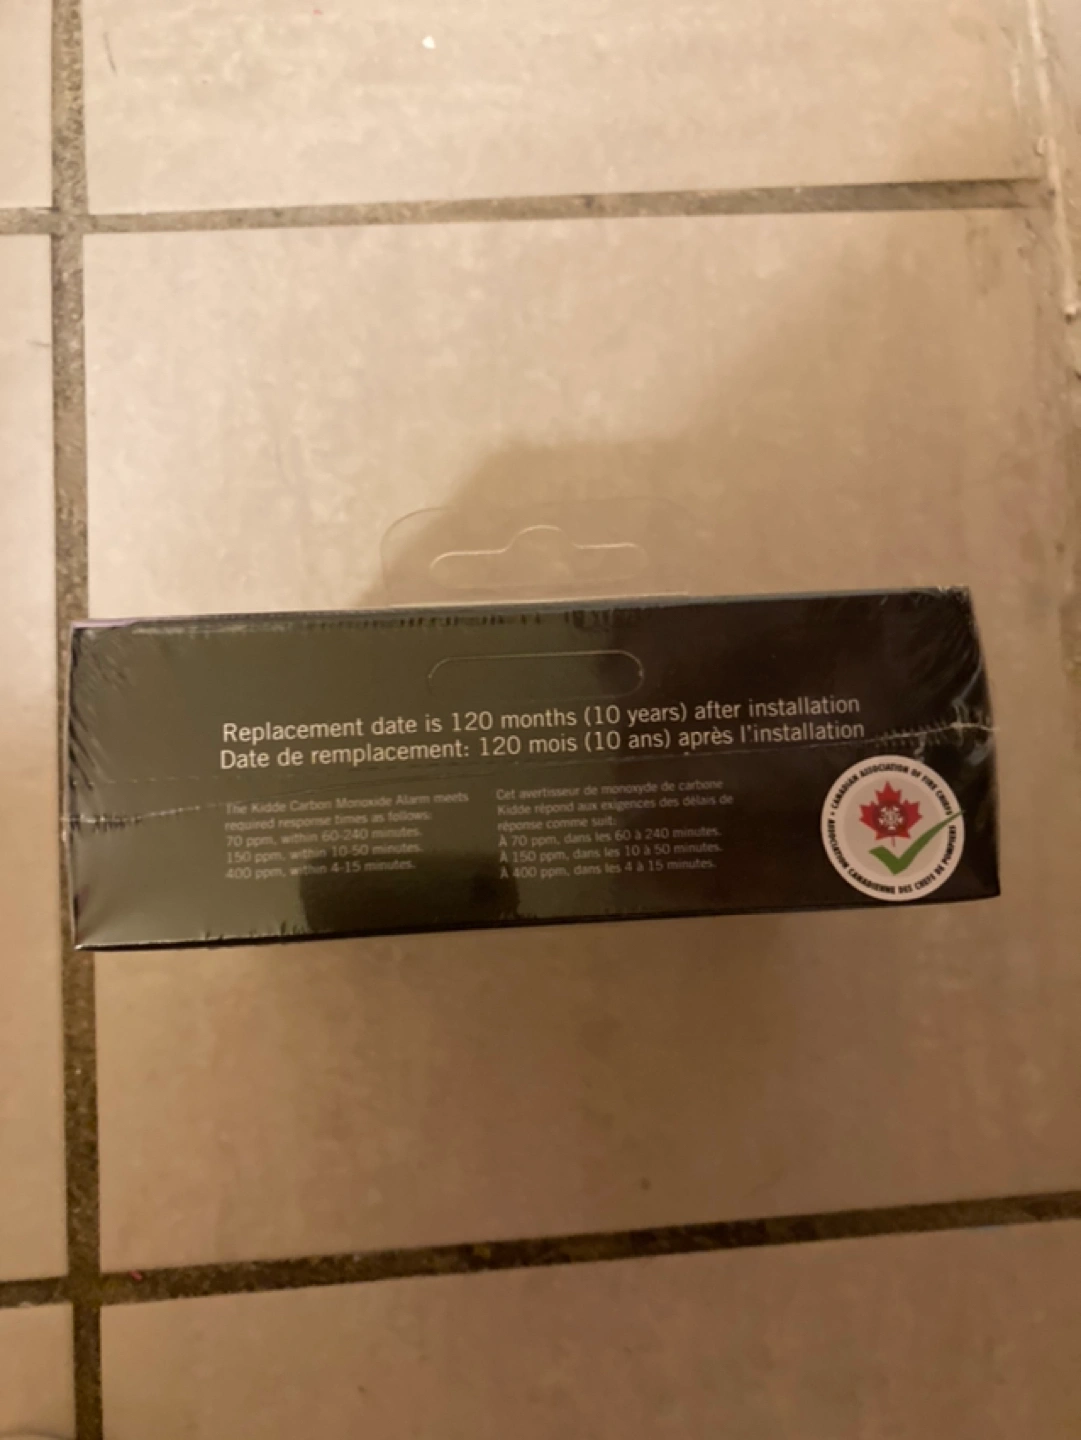 Replacement date is 120 months (10 years) after installation
Date de remplacement: 120 mois (10 ans) après l'installation
The Kidde Carbon Monoxide Alarm meets
required response times as follows:
70 ppm, within 60-240 minutes.
150 ppm, within 10-50 minutes.
400 ppm, within 4-15 minutes.
Cet avertisseur de monoxyde de carbone
Kidde répond aux exigences des délais de
réponse comme suit:
À 70 ppm, dans les 60 à 240 minutes.
À 150 ppm, dans les 10 à 50 minutes.
À 400 ppm, dans les 4 à 15 minutes.
CANADIAN ASSOCIATION OF FIRE CHIEFS
ASSOCIATION CANADIENNE DES CHEFS DE POMPIERS